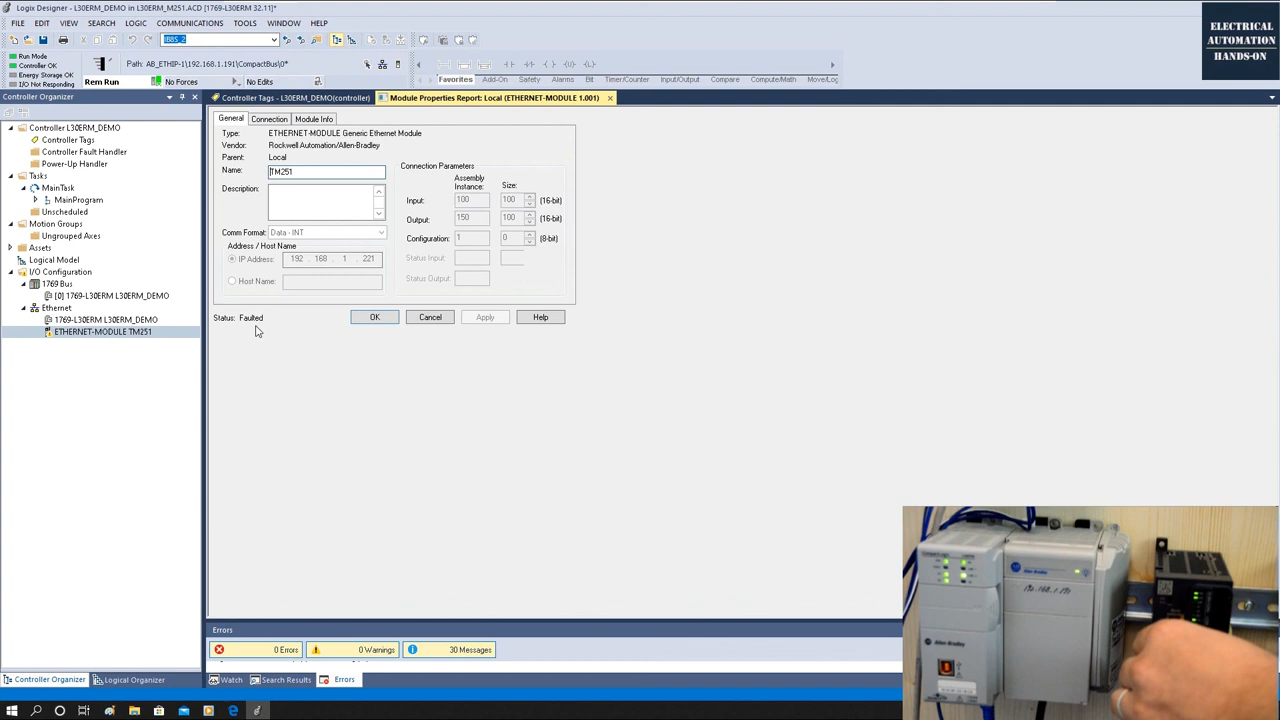 Logix Designer - L30ERM_DEMO in L30ERM_M251.ACD [1769-L30ERM 32.11]*
FILE EDIT VIEW SEARCH LOGIC COMMUNICATIONS TOOLS WINDOW HELP
ELECTRICAL
AUTOMATION
HANDS-ON
Run Mode
Controller OK
Energy Storage OK
I/O Not Responding
Path: AB_ETHIP-1\192.168.1.191\CompactBus\0*
Rem Run No Forces No Edits
Favorites Add-On Safety Alarms Bit Timer/Counter Input/Output Compare Compute/Math Move/Log
Controller Organizer
Controller Tags - L30ERM_DEMO(controller) Module Properties Report: Local (ETHERNET-MODULE 1.001)
Controller L30ERM_DEMO
Controller Tags
Controller Fault Handler
Power-Up Handler
Tasks
MainTask
MainProgram
Unscheduled
Motion Groups
Ungrouped Axes
Assets
Logical Model
I/O Configuration
1769 Bus
[0] 1769-L30ERM L30ERM_DEMO
Ethernet
1769-L30ERM L30ERM_DEMO
ETHERNET-MODULE TM251
General Connection Module Info
Type: ETHERNET-MODULE Generic Ethernet Module
Vendor: Rockwell Automation/Allen-Bradley
Parent: Local
Name: TM251
Description:
Comm Format: Data - INT
Address / Host Name
IP Address: 192 . 168 . 1 . 221
Host Name:
Connection Parameters
Assembly
Instance: Size:
Input: 100 100 (16-bit)
Output: 150 100 (16-bit)
Configuration: 1 0 (8-bit)
Status Input:
Status Output:
Status: Faulted OK Cancel Apply Help
Errors
0 Errors 0 Warnings 30 Messages
Controller Organizer Logical Organizer Watch Search Results Errors
Allen-Bradley
192.168.1.191
Allen-Bradley